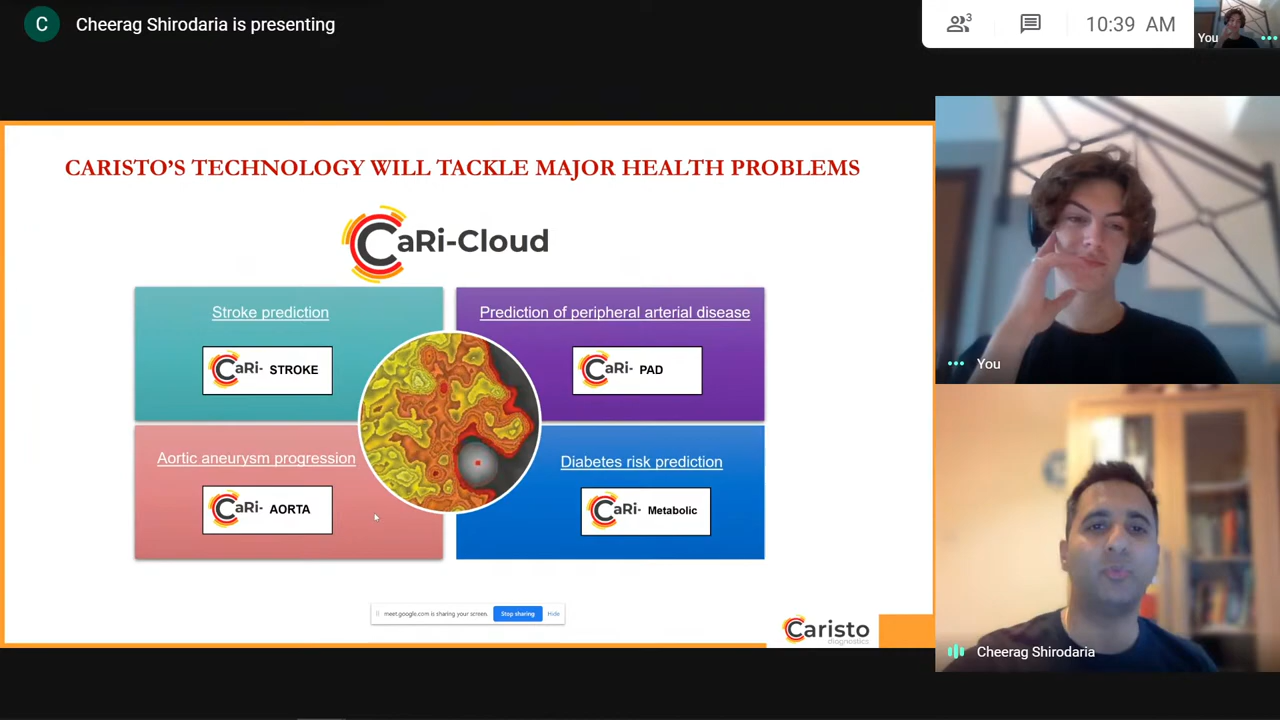 C
Cheerag Shirodaria is presenting
3
10:39 AM
You
CARISTO'S TECHNOLOGY WILL TACKLE MAJOR HEALTH PROBLEMS
CaRi-Cloud
Stroke prediction
CaRi- STROKE
Prediction of peripheral arterial disease
CaRi- PAD
Aortic aneurysm progression
CaRi- AORTA
Diabetes risk prediction
CaRi- Metabolic
meet.google.com is sharing your screen.
Stop sharing
Hide
Caristo
diagnostics
You
Cheerag Shirodaria